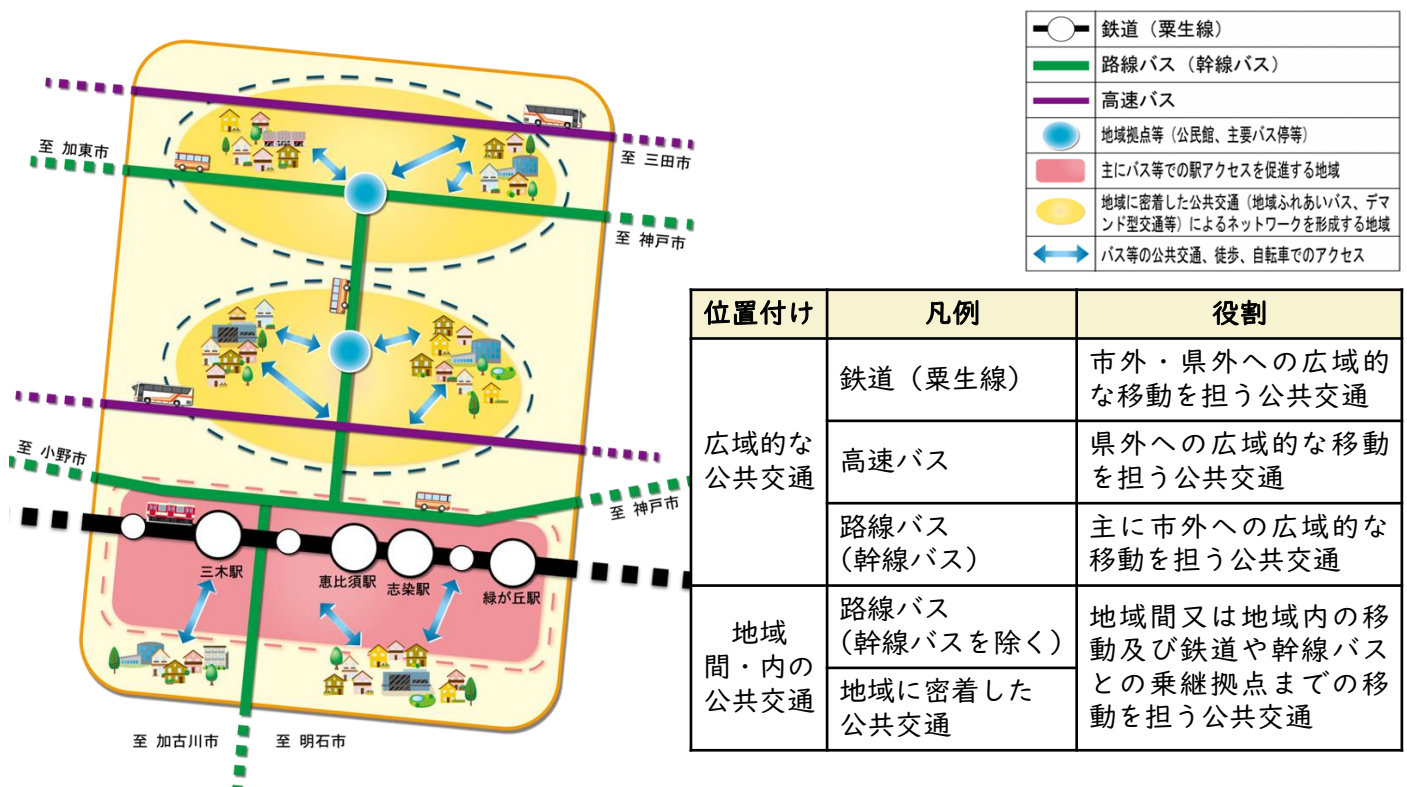 鉄道（粟生線）
路線バス（幹線バス）
高速バス
地域拠点等（公民館、主要バス停等）
主にバス等での駅アクセスを促進する地域
地域に密着した公共交通（地域ふれあいバス、デマ
ンド型交通等）によるネットワークを形成する地域
バス等の公共交通、徒歩、自転車でのアクセス
至 加東市
至 三田市
至 神戸市
至 小野市
至 神戸市
三木駅
恵比須駅
志染駅
緑が丘駅
至 加古川市
至 明石市
位置付け
凡例
役割
広域的な
公共交通
鉄道（粟生線）
市外・県外への広域的
な移動を担う公共交通
高速バス
県外への広域的な移動
を担う公共交通
路線バス
(幹線バス)
主に市外への広域的な
移動を担う公共交通
地域
間・内の
公共交通
路線バス
(幹線バスを除く)
地域に密着した
公共交通
地域間又は地域内の移
動及び鉄道や幹線バス
との乗継拠点までの移
動を担う公共交通